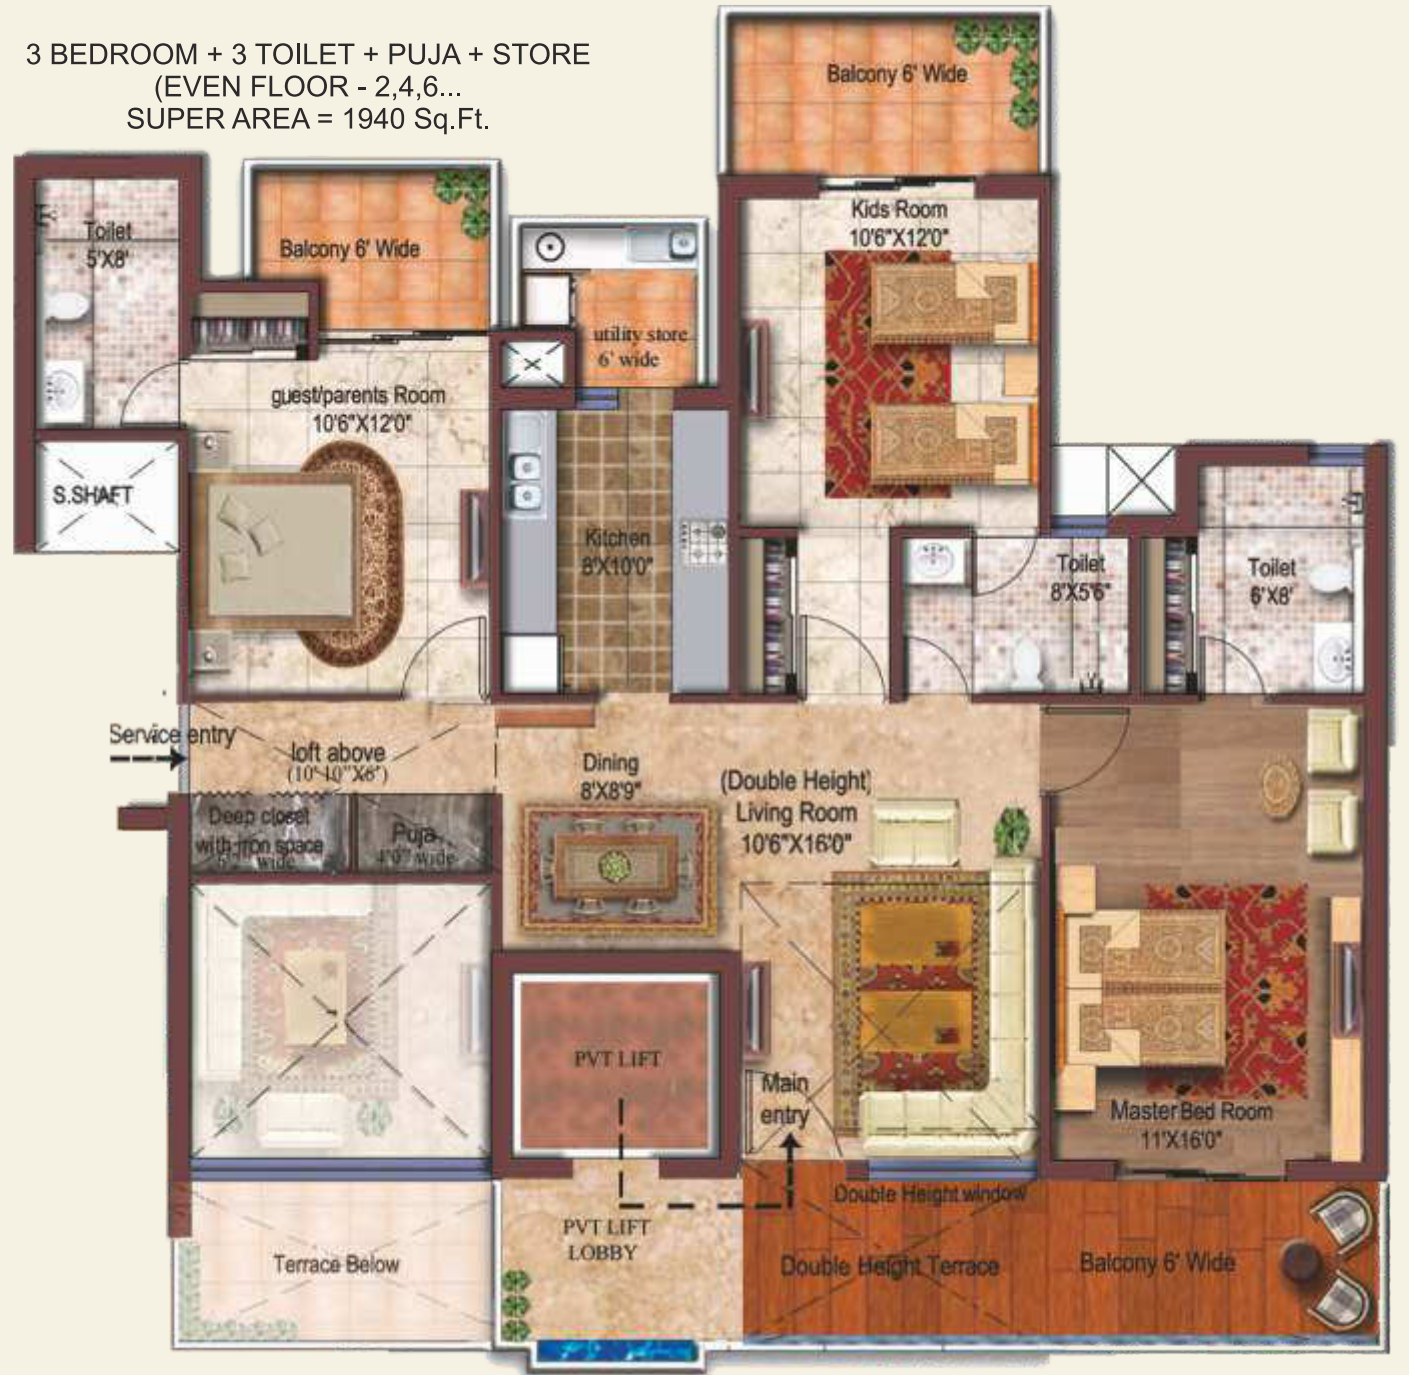 3 BEDROOM + 3 TOILET + PUJA + STORE
(EVEN FLOOR - 2,4,6...
SUPER AREA = 1940 Sq.Ft.
Balcony 6' Wide
Toilet
5'X8'
Balcony 6' Wide
Kids Room
10'6"X12'0"
utility store
6' wide
guest/parents Room
10'6"X12'0"
S.SHAFT
Kitchen
8'X10'0"
Toilet
8'X5'6"
Toilet
6'X8'
Service entry
loft above
(10'10"X6')
Dining
8'X8'9"
(Double Height)
Living Room
10'6"X16'0"
Deep closet
with iron space
wide
Puja
4'0" wide
PVT LIFT
Main
entry
Master Bed Room
11'X16'0"
Double Height window
PVT LIFT
LOBBY
Terrace Below
Double Height Terrace
Balcony 6' Wide